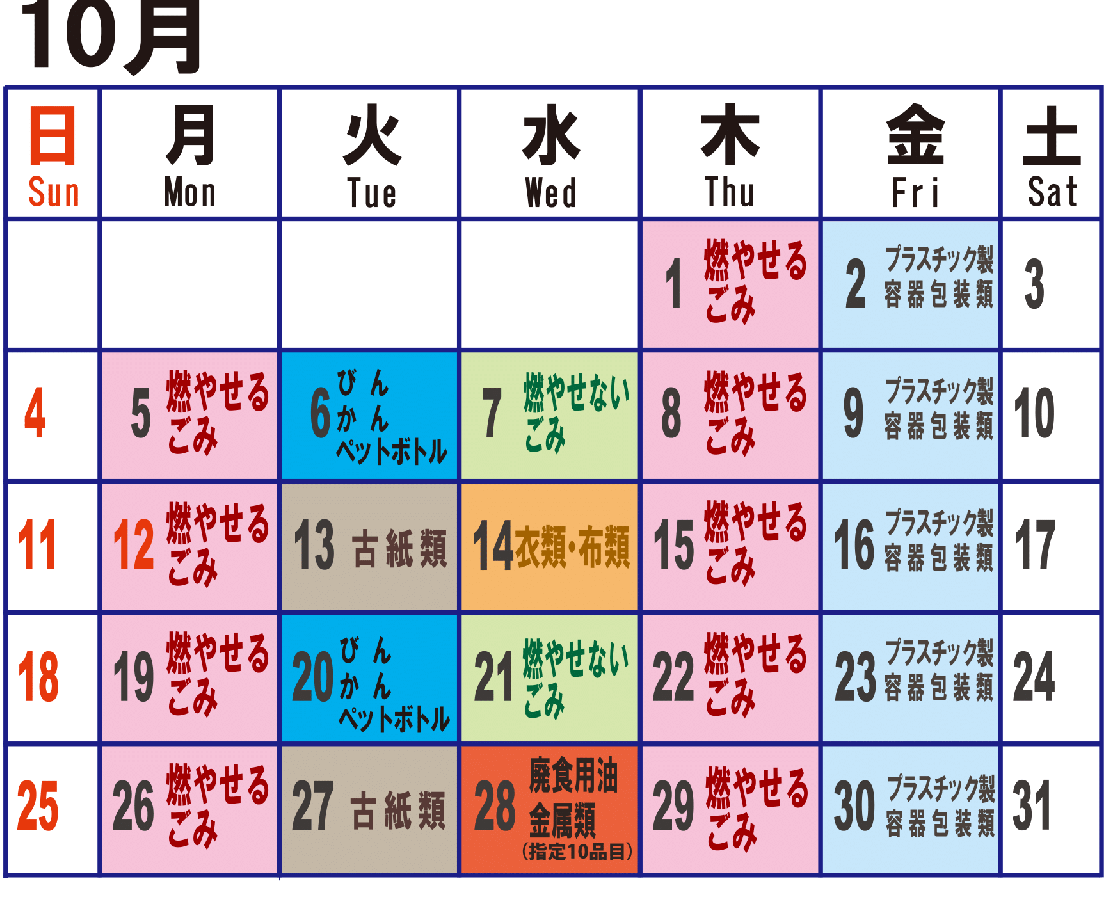 10月
日 月 火 水 木 金 土
Sun Mon Tue Wed Thu Fri Sat
1 燃やせる
ごみ
2 プラスチック製
容器包装類
3
4
5 燃やせる
ごみ
6 びん
かん
ペットボトル
7 燃やせない
ごみ
8 燃やせる
ごみ
9 プラスチック製
容器包装類
10
11
12 燃やせる
ごみ
13 古紙類
14 衣類・布類
15 燃やせる
ごみ
16 プラスチック製
容器包装類
17
18
19 燃やせる
ごみ
20 びん
かん
ペットボトル
21 燃やせない
ごみ
22 燃やせる
ごみ
23 プラスチック製
容器包装類
24
25
26 燃やせる
ごみ
27 古紙類
28 廃食用油
金属類
(指定10品目)
29 燃やせる
ごみ
30 プラスチック製
容器包装類
31